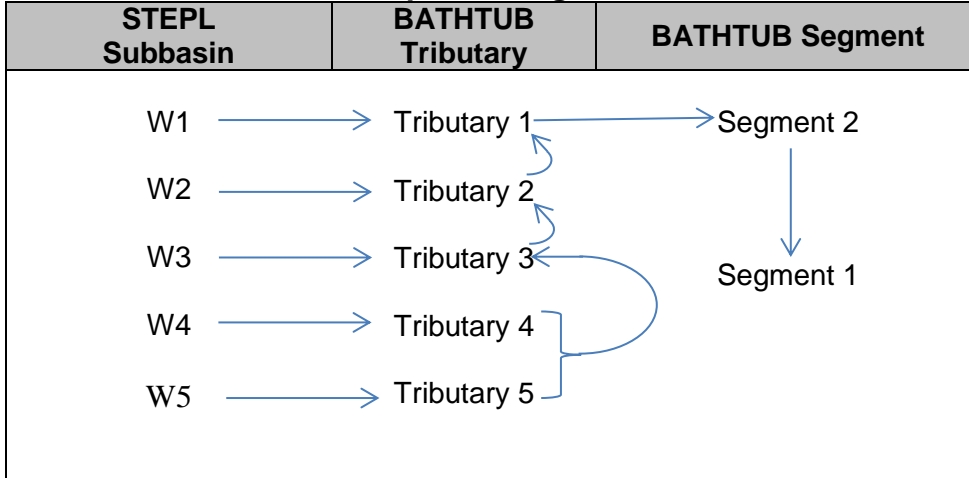 STEPL Subbasin
BATHTUB Tributary
BATHTUB Segment
W1
Tributary 1
Segment 2
W2
Tributary 2
W3
Tributary 3
Segment 1
W4
Tributary 4
W5
Tributary 5